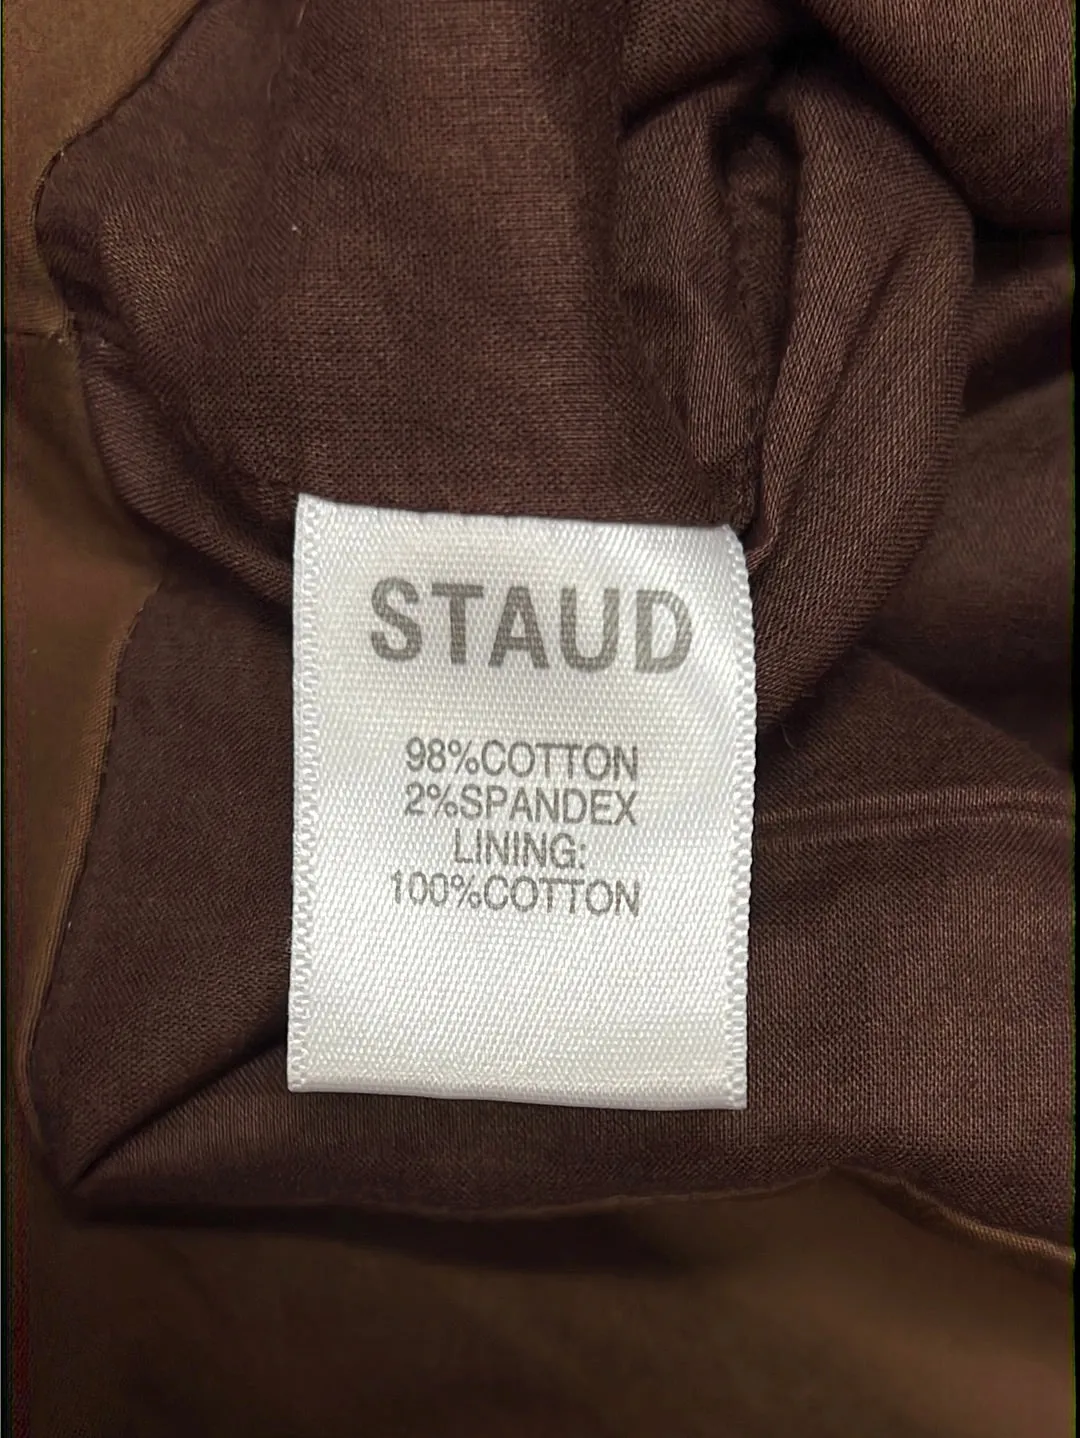 STAUD
98%COTTON
2%SPANDEX
LINING:
100%COTTON